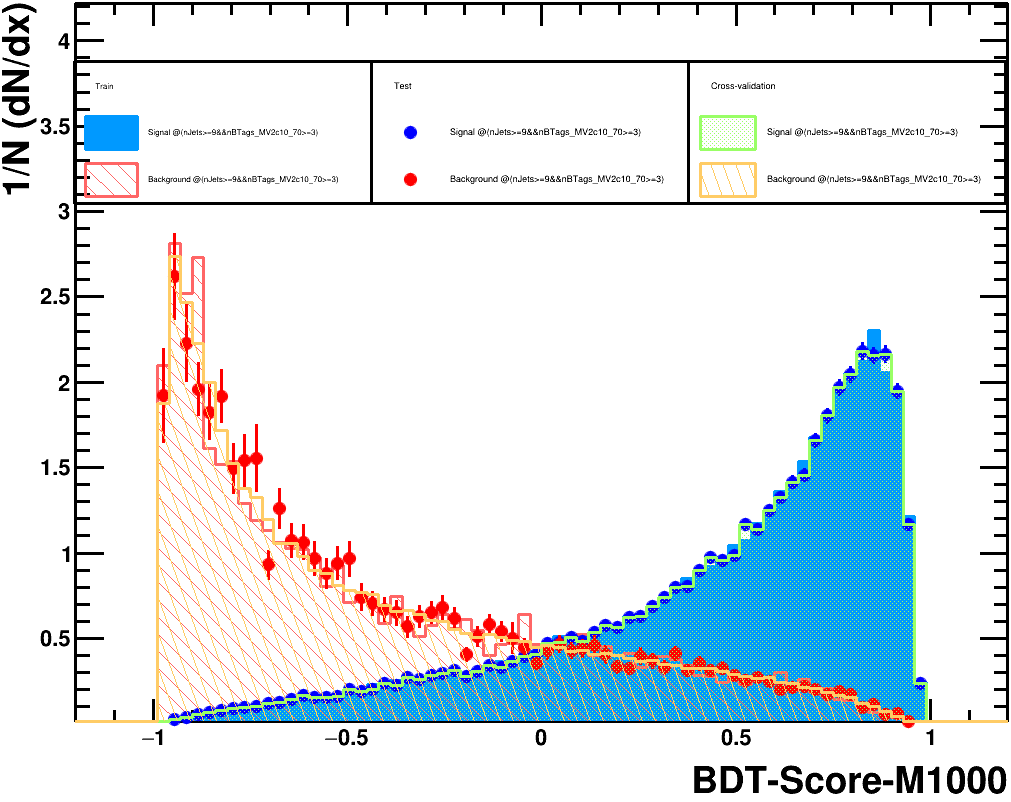 1/N (dN/dx)
4
3.5
3
2.5
2
1.5
1
0.5
Train
Signal @(nJets>=9&&nBTags_MV2c10_70>=3)
Background @(nJets>=9&&nBTags_MV2c10_70>=3)
Test
Signal @(nJets>=9&&nBTags_MV2c10_70>=3)
Background @(nJets>=9&&nBTags_MV2c10_70>=3)
Cross-validation
Signal @(nJets>=9&&nBTags_MV2c10_70>=3)
Background @(nJets>=9&&nBTags_MV2c10_70>=3)
−1 −0.5 0 0.5 1
BDT-Score-M1000